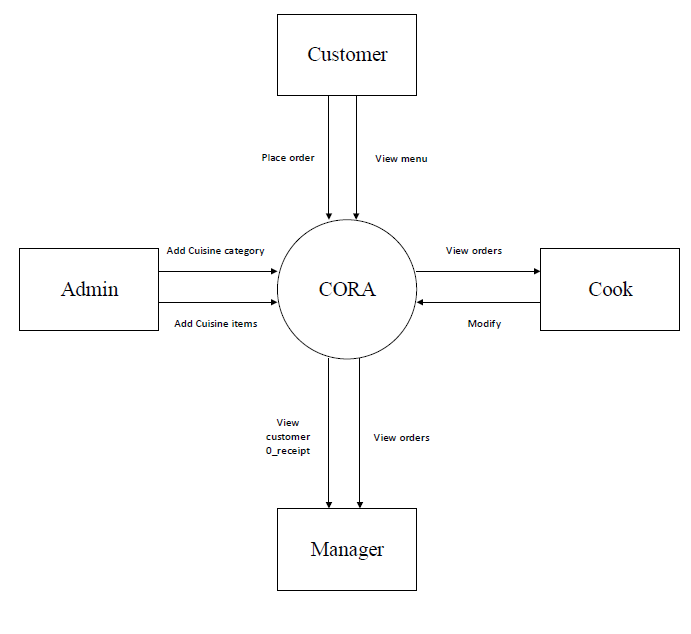 Customer
Place order
View menu
Add Cuisine category
View orders
Admin
CORA
Cook
Add Cuisine items
Modify
View
customer
0_receipt
View orders
Manager